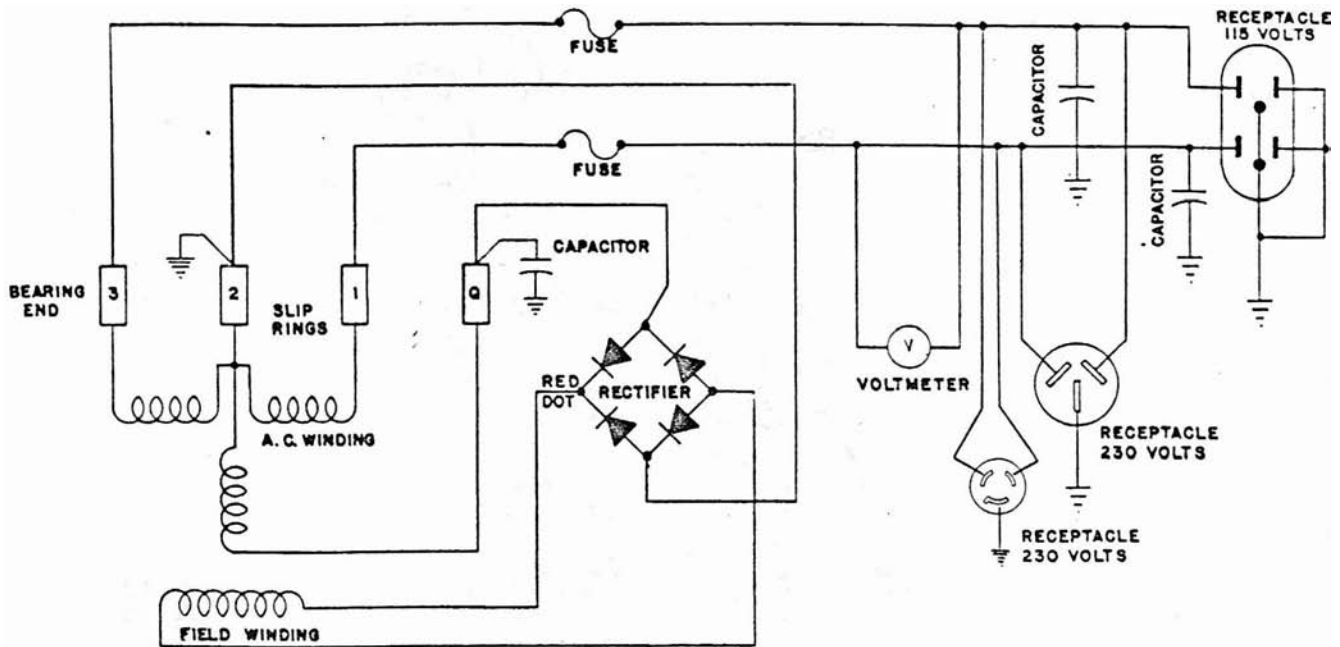 RECEPTACLE
115 VOLTS
FUSE
CAPACITOR
FUSE
CAPACITOR
CAPACITOR
BEARING
END
3
2
SLIP
RINGS
1
Q
V
VOLTMETER
RED
DOT
RECTIFIER
A.C. WINDING
RECEPTACLE
230 VOLTS
RECEPTACLE
230 VOLTS
FIELD WINDING